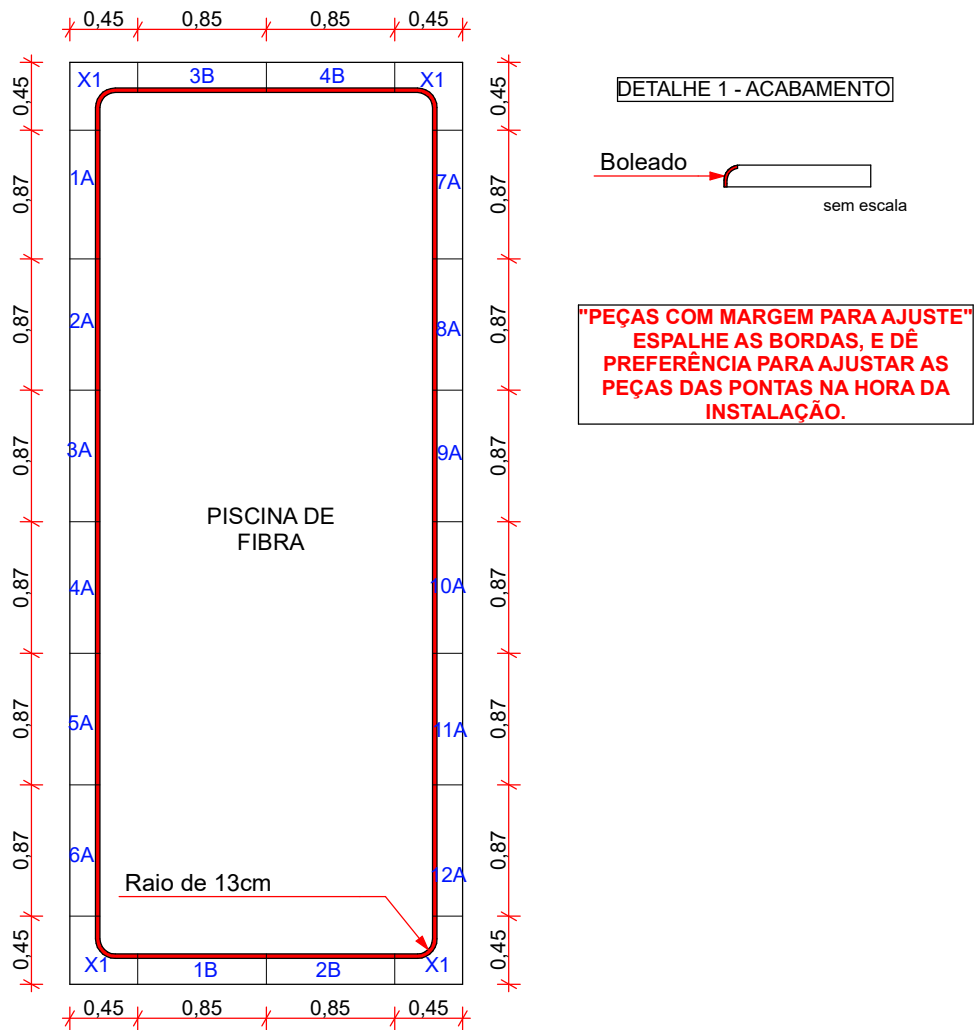 0,45 0,85 0,85 0,45
X1 3B 4B X1
0,45
0,45
DETALHE 1 - ACABAMENTO
Boleado
sem escala
1A
7A
0,87
0,87
2A
8A
0,87
0,87
"PEÇAS COM MARGEM PARA AJUSTE"
ESPALHE AS BORDAS, E DÊ
PREFERÊNCIA PARA AJUSTAR AS
PEÇAS DAS PONTAS NA HORA DA
INSTALAÇÃO.
3A
9A
0,87
0,87
PISCINA DE
FIBRA
4A
10A
0,87
0,87
5A
11A
0,87
0,87
6A
12A
0,87
0,87
Raio de 13cm
0,45
0,45
X1 1B 2B X1
0,45 0,85 0,85 0,45